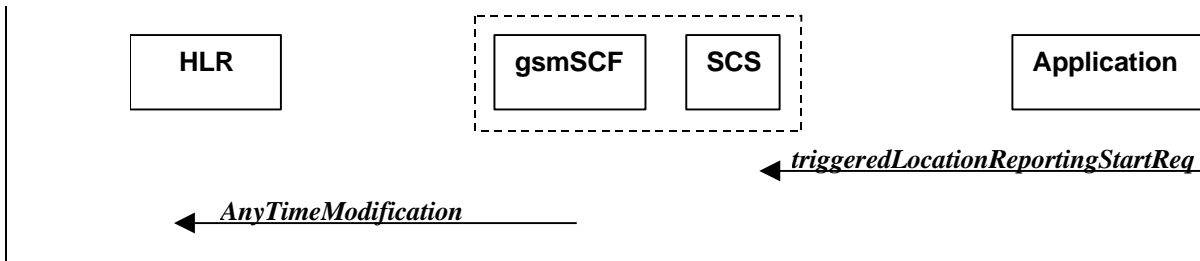 HLR
gsmSCF
SCS
Application
triggeredLocationReportingStartReq
AnyTimeModification